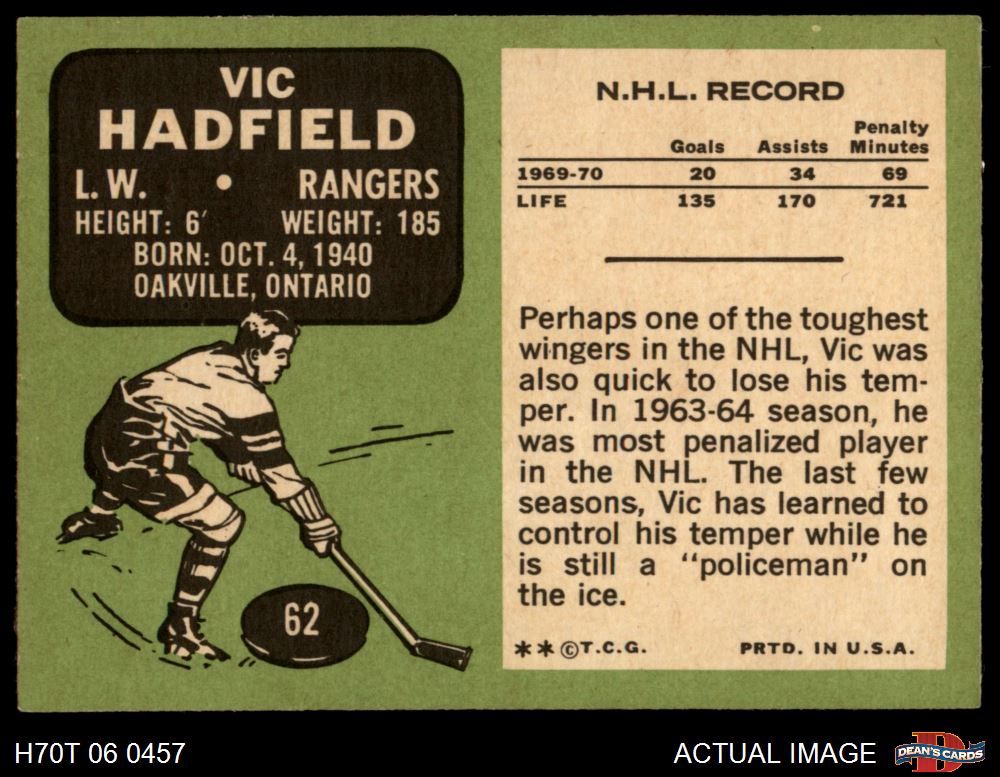 VIC
HADFIELD
L.W. • RANGERS
HEIGHT: 6′ WEIGHT: 185
BORN: OCT. 4, 1940
OAKVILLE, ONTARIO
62
N.H.L. RECORD
Goals Assists Penalty Minutes
1969-70 20 34 69
LIFE 135 170 721
Perhaps one of the toughest
wingers in the NHL, Vic was
also quick to lose his tem-
per. In 1963-64 season, he
was most penalized player
in the NHL. The last few
seasons, Vic has learned to
control his temper while he
is still a "policeman" on
the ice.
**©T.C.G. PRTD. IN U.S.A.
H70T 06 0457 ACTUAL IMAGE
D
DEAN'S CARDS